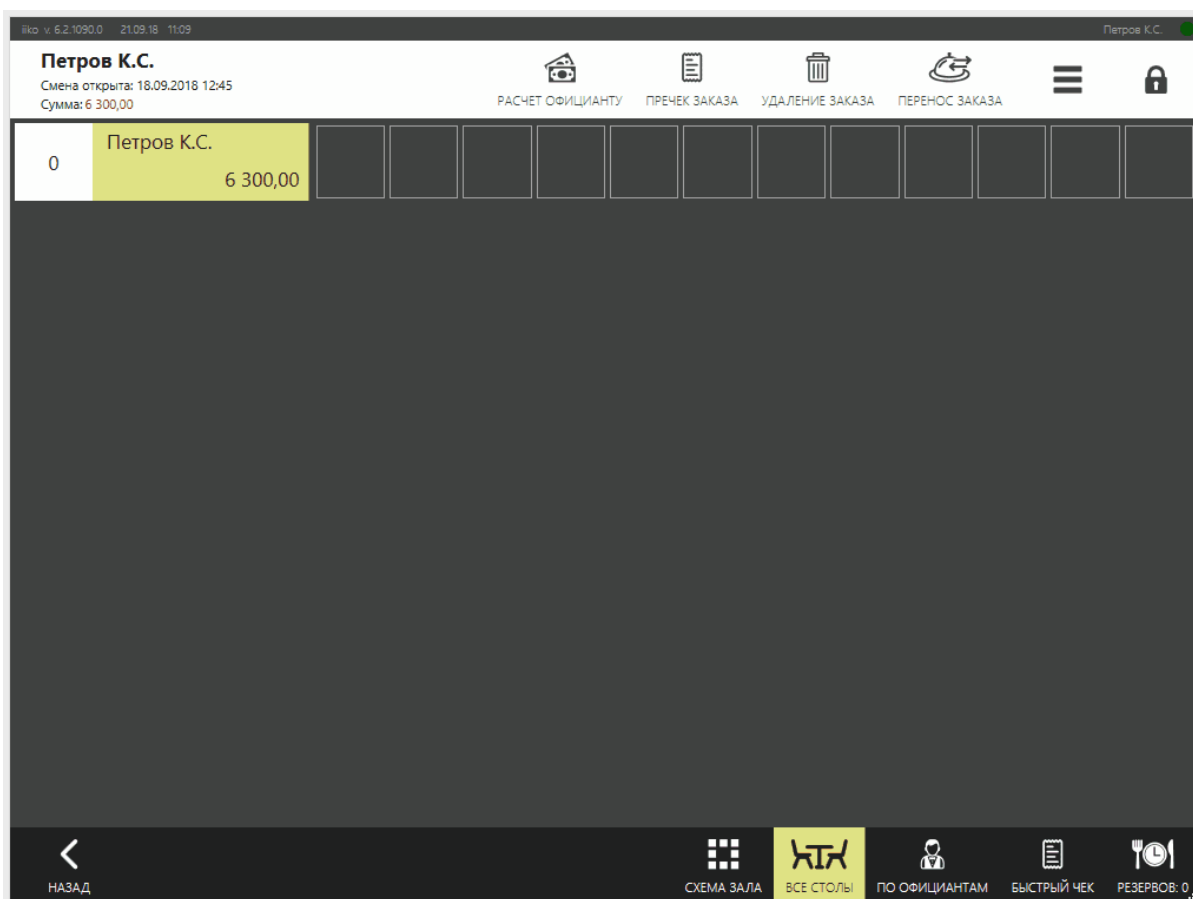 iiko v. 6.2.1090.0 21.09.18 11:09 Петров К.С.
Петров К.С.
Смена открыта: 18.09.2018 12:45
Сумма: 6 300,00
РАСЧЕТ ОФИЦИАНТУ ПРЕЧЕК ЗАКАЗА УДАЛЕНИЕ ЗАКАЗА ПЕРЕНОС ЗАКАЗА
0 Петров К.С.
6 300,00
НАЗАД СХЕМА ЗАЛА ВСЕ СТОЛЫ ПО ОФИЦИАНТАМ БЫСТРЫЙ ЧЕК РЕЗЕРВОВ: 0